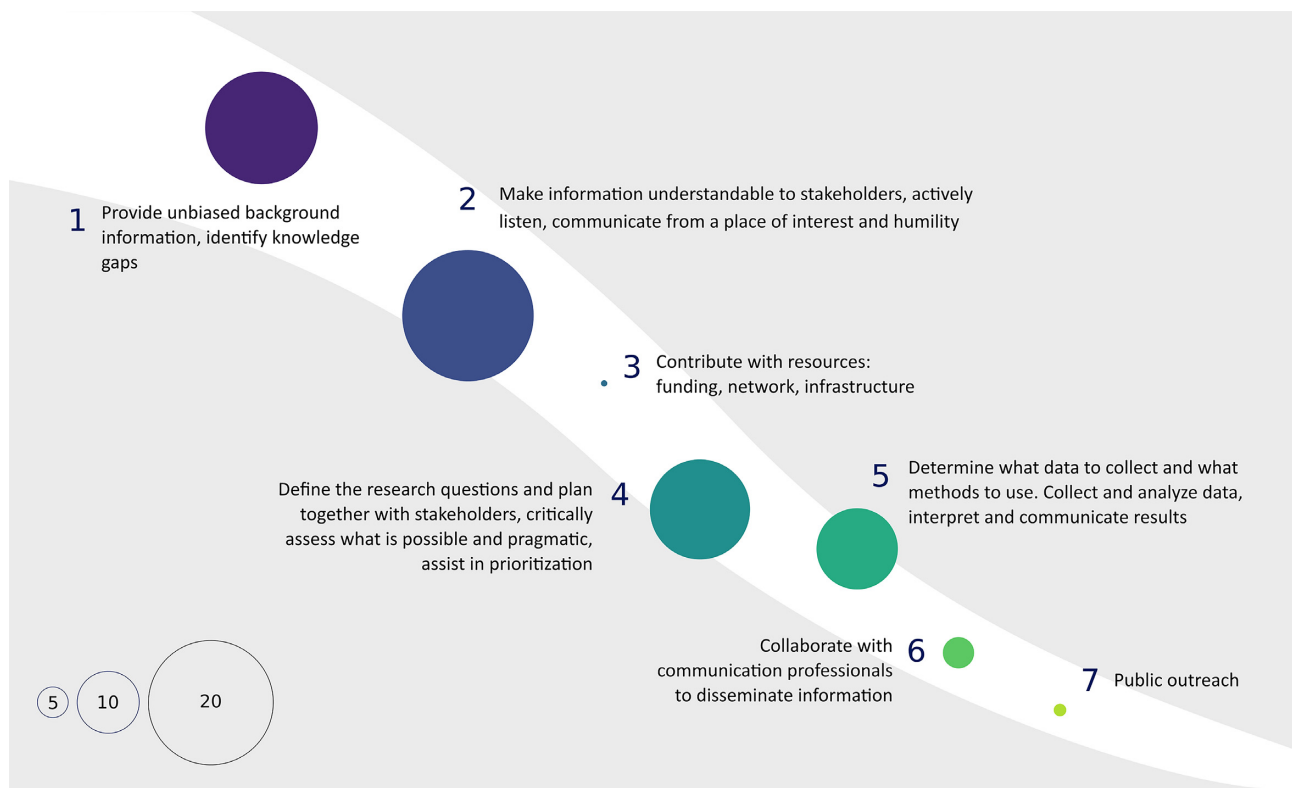 1
Provide unbiased background
information, identify knowledge
gaps
2
Make information understandable to stakeholders, actively
listen, communicate from a place of interest and humility
3
Contribute with resources:
funding, network, infrastructure
4
Define the research questions and plan
together with stakeholders, critically
assess what is possible and pragmatic,
assist in prioritization
5
Determine what data to collect and what
methods to use. Collect and analyze data,
interpret and communicate results
6
Collaborate with
communication professionals
to disseminate information
7
Public outreach
5 10 20